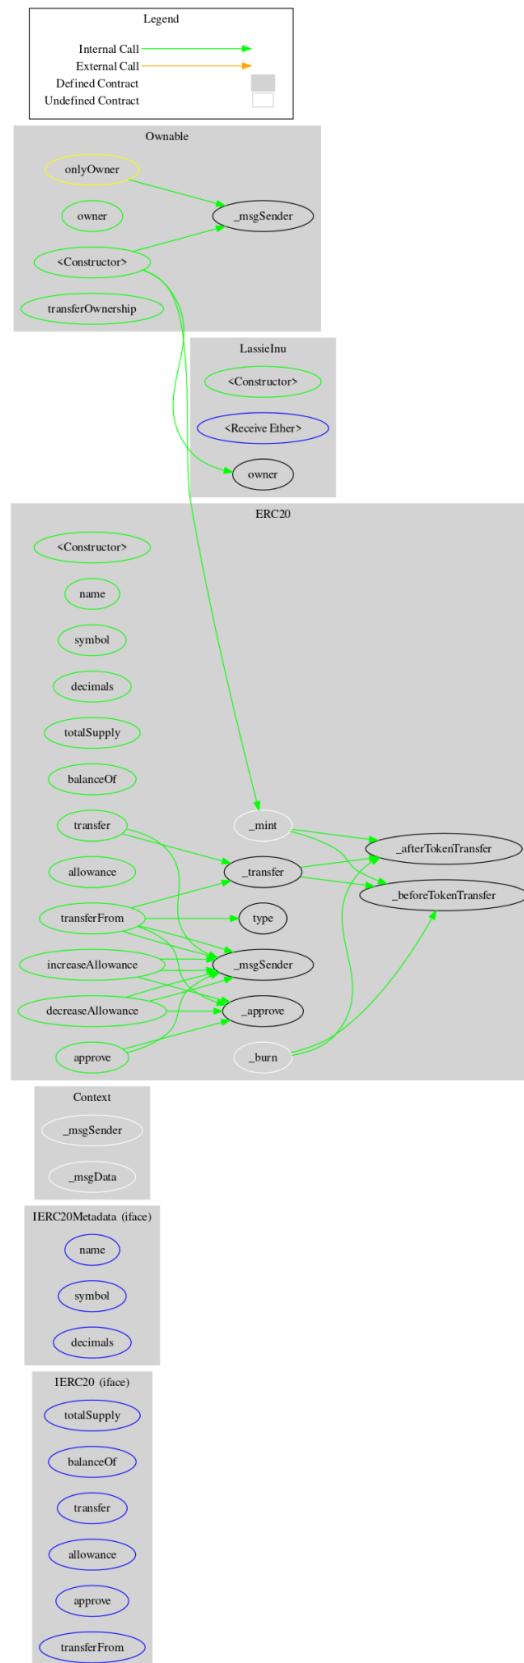 Legend
Internal Call
External Call
Defined Contract
Undefined Contract
Ownable
onlyOwner
owner
_msgSender
<Constructor>
transferOwnership
LassieInu
<Constructor>
<Receive Ether>
owner
ERC20
<Constructor>
name
symbol
decimals
totalSupply
balanceOf
transfer
_mint
_afterTokenTransfer
allowance
_transfer
_beforeTokenTransfer
transferFrom
type
increaseAllowance
_msgSender
decreaseAllowance
_approve
approve
_burn
Context
_msgSender
_msgData
IERC20Metadata (iface)
name
symbol
decimals
IERC20 (iface)
totalSupply
balanceOf
transfer
allowance
approve
transferFrom